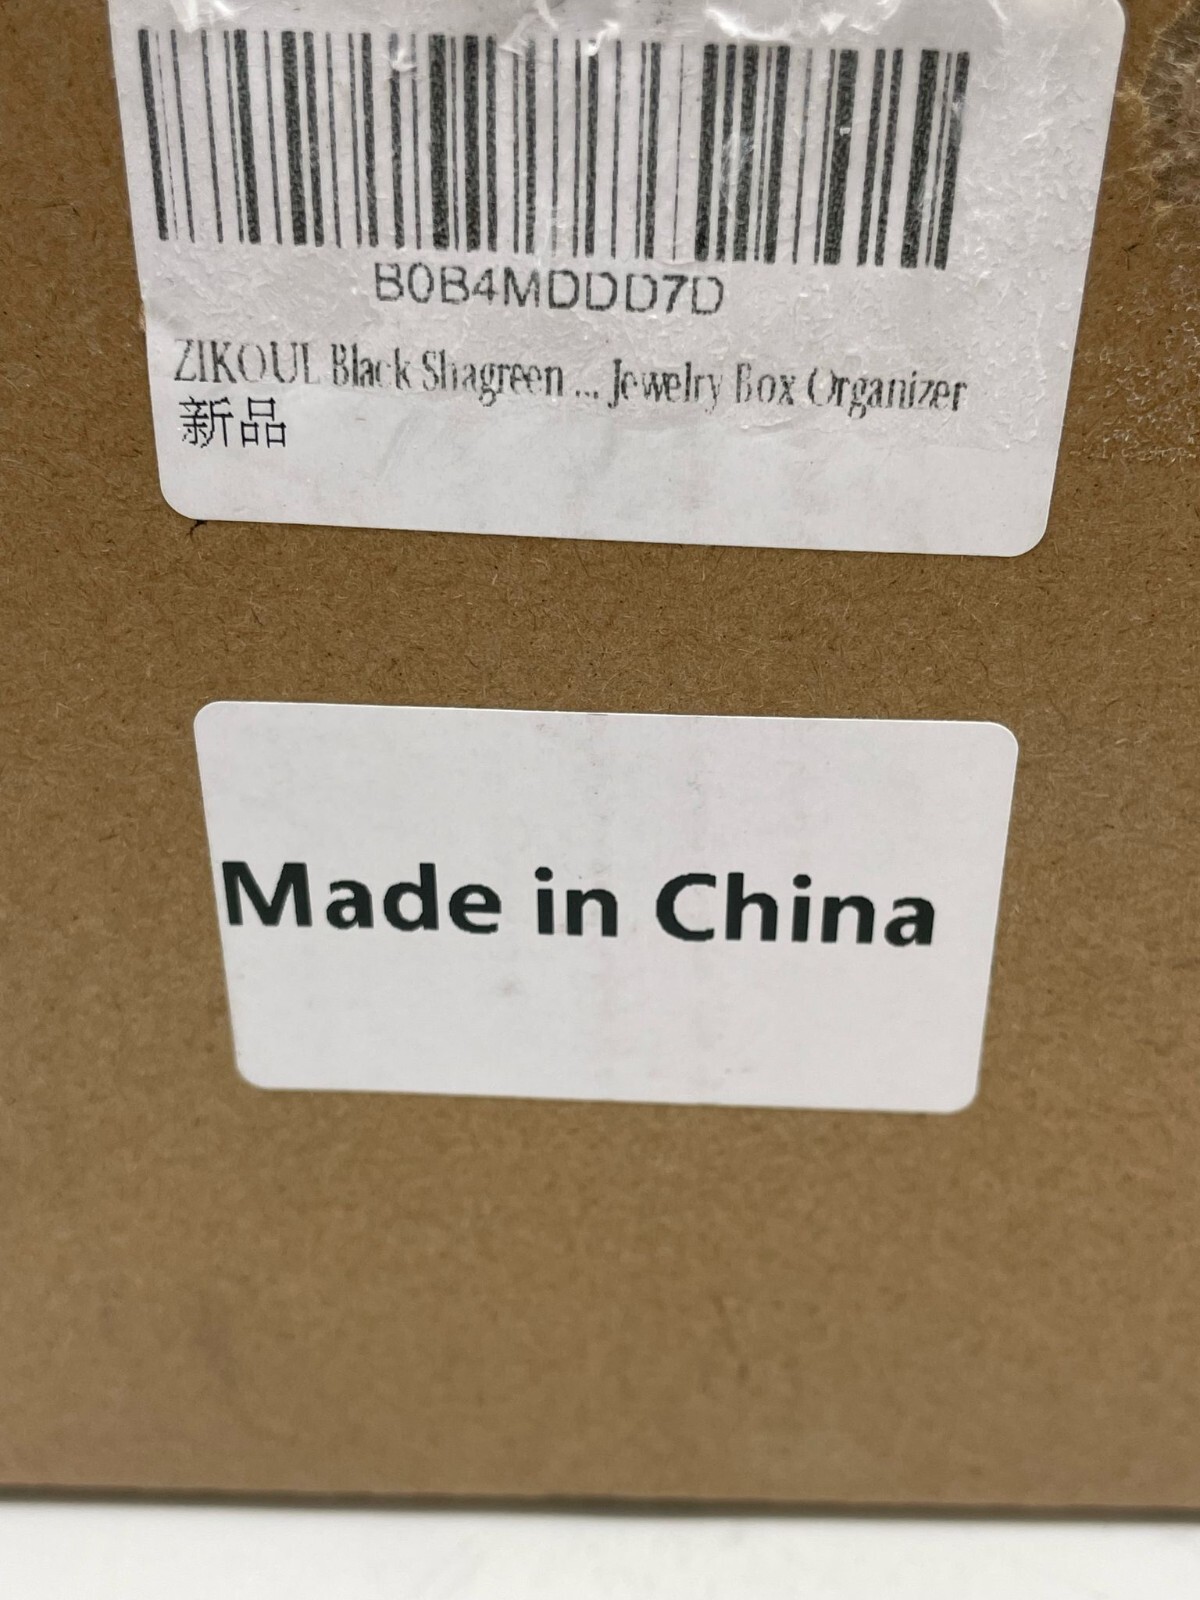 B0B4MDDD7D
ZIKOUL Black Shagreen ... Jewelry Box Organizer
新品
Made in China